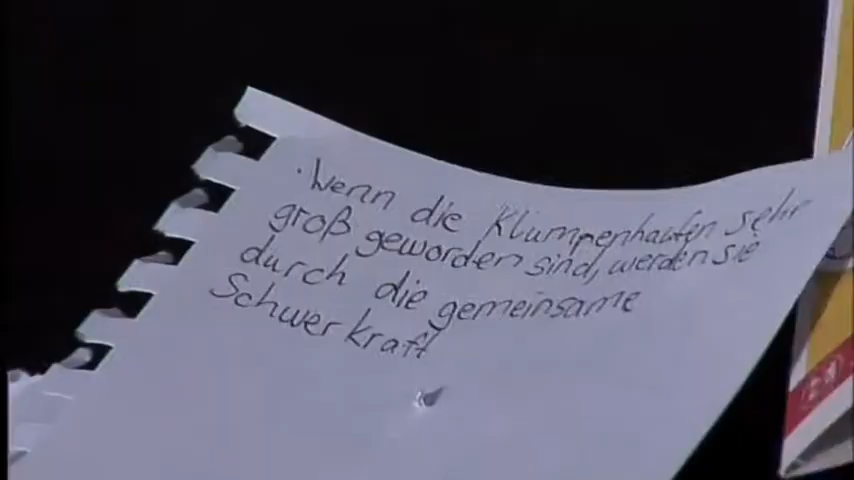 · Wenn die Klumpenhaufen sehr
groß geworden sind, werden sie
durch die gemeinsame
Schwerkraft